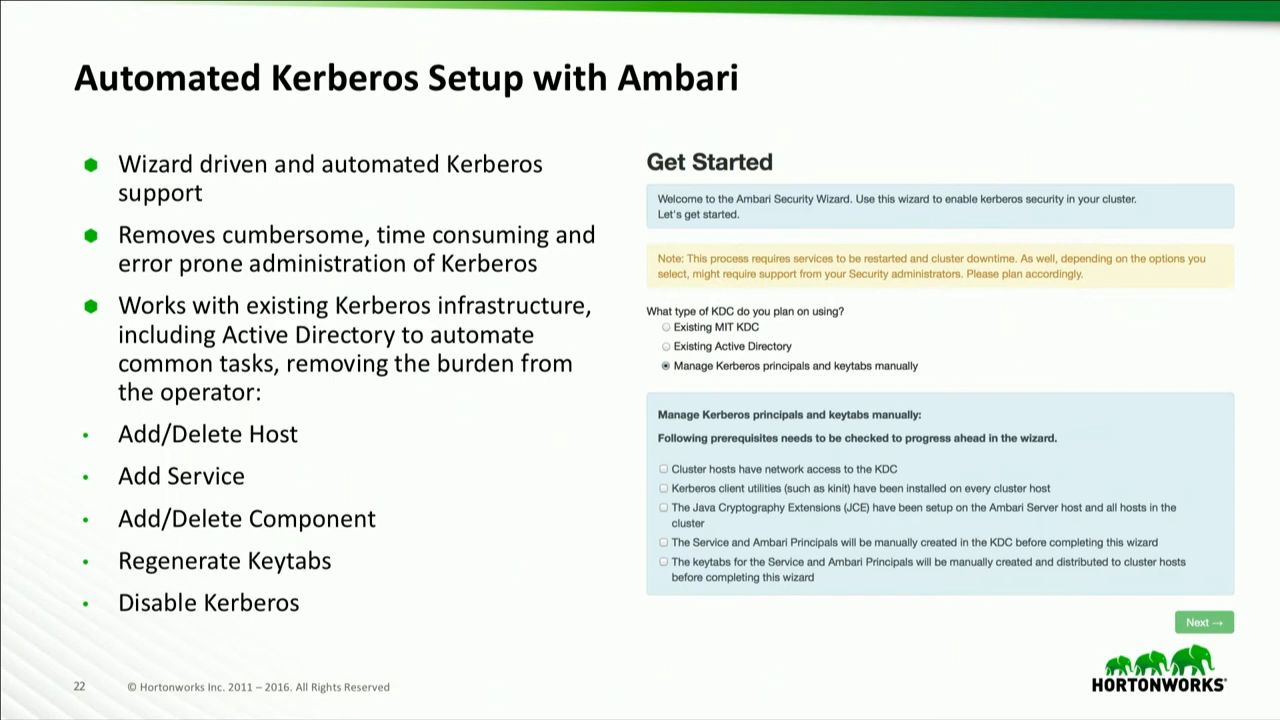 Automated Kerberos Setup with Ambari
Wizard driven and automated Kerberos
support
Removes cumbersome, time consuming and
error prone administration of Kerberos
Works with existing Kerberos infrastructure,
including Active Directory to automate
common tasks, removing the burden from
the operator:
Add/Delete Host
Add Service
Add/Delete Component
Regenerate Keytabs
Disable Kerberos
Get Started
Welcome to the Ambari Security Wizard. Use this wizard to enable kerberos security in your cluster.
Let's get started.
Note: This process requires services to be restarted and cluster downtime. As well, depending on the options you
select, might require support from your Security administrators. Please plan accordingly.
What type of KDC do you plan on using?
Existing MIT KDC
Existing Active Directory
Manage Kerberos principals and keytabs manually
Manage Kerberos principals and keytabs manually:
Following prerequisites needs to be checked to progress ahead in the wizard.
Cluster hosts have network access to the KDC
Kerberos client utilities (such as kinit) have been installed on every cluster host
The Java Cryptography Extensions (JCE) have been setup on the Ambari Server host and all hosts in the
cluster
The Service and Ambari Principals will be manually created in the KDC before completing this wizard
The keytabs for the Service and Ambari Principals will be manually created and distributed to cluster hosts
before completing this wizard
Next →
22 © Hortonworks Inc. 2011 – 2016. All Rights Reserved
HORTONWORKS